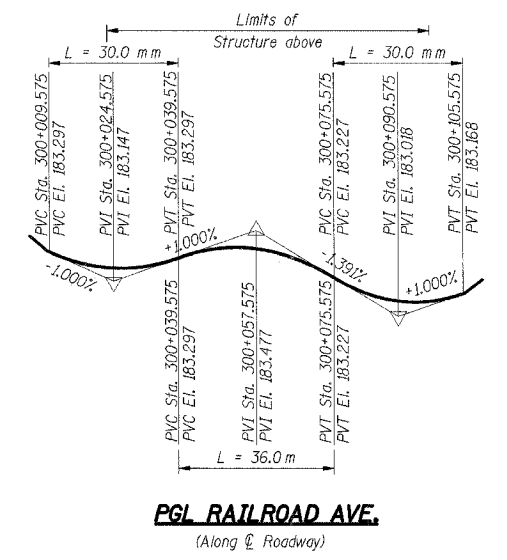 Limits of
Structure above
L = 30.0 mm
L = 30.0 mm
PVC Sta. 300+009.575
PVC El. 183.297
PVI Sta. 300+024.575
PVI El. 183.147
PVT Sta. 300+039.575
PVT El. 183.297
PVC Sta. 300+075.575
PVC El. 183.227
PVI Sta. 300+090.575
PVI El. 183.018
PVT Sta. 300+105.575
PVT El. 183.168
-1.000%
+1.000%
-1.391%
+1.000%
PVC Sta. 300+039.575
PVC El. 183.297
PVI Sta. 300+057.575
PVI El. 183.477
PVT Sta. 300+075.575
PVT El. 183.227
L = 36.0 m
PGL RAILROAD AVE.
(Along ℄ Roadway)